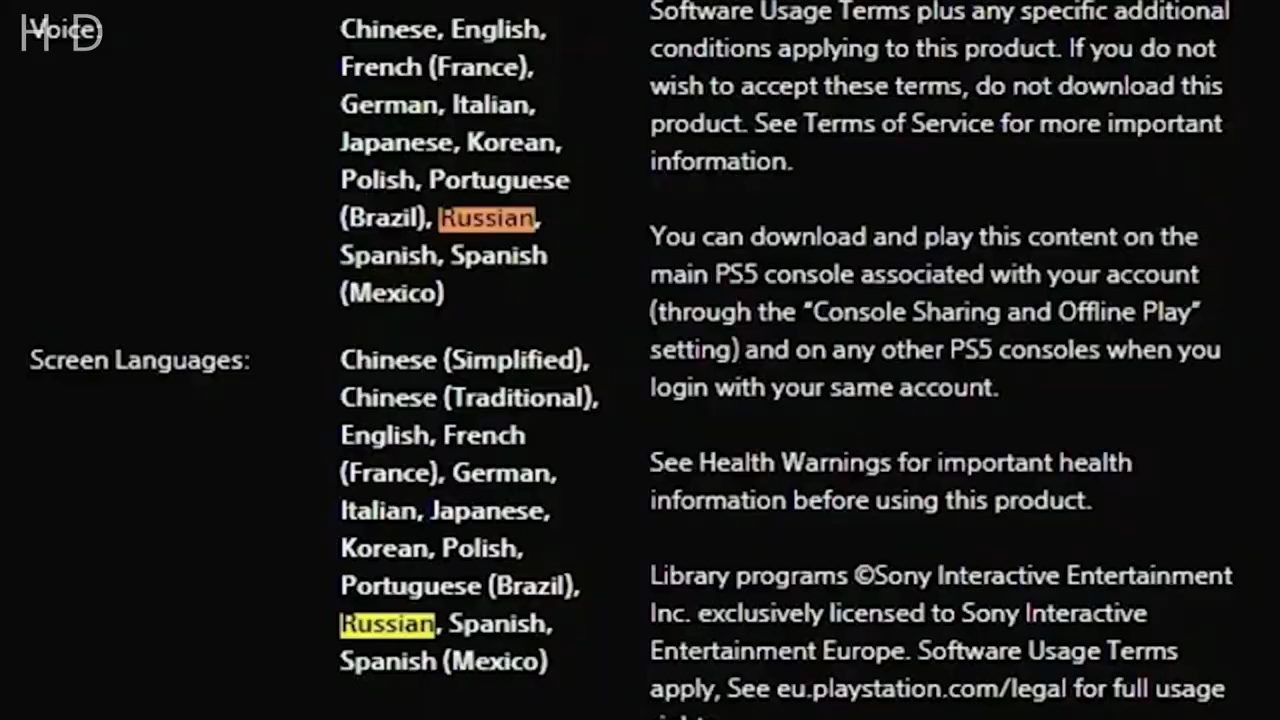 HD
Voice:
Chinese, English,
French (France),
German, Italian,
Japanese, Korean,
Polish, Portuguese
(Brazil), Russian,
Spanish, Spanish
(Mexico)
Screen Languages:
Chinese (Simplified),
Chinese (Traditional),
English, French
(France), German,
Italian, Japanese,
Korean, Polish,
Portuguese (Brazil),
Russian, Spanish,
Spanish (Mexico)
Software Usage Terms plus any specific additional
conditions applying to this product. If you do not
wish to accept these terms, do not download this
product. See Terms of Service for more important
information.
You can download and play this content on the
main PS5 console associated with your account
(through the “Console Sharing and Offline Play”
setting) and on any other PS5 consoles when you
login with your same account.
See Health Warnings for important health
information before using this product.
Library programs ©Sony Interactive Entertainment
Inc. exclusively licensed to Sony Interactive
Entertainment Europe. Software Usage Terms
apply, See eu.playstation.com/legal for full usage